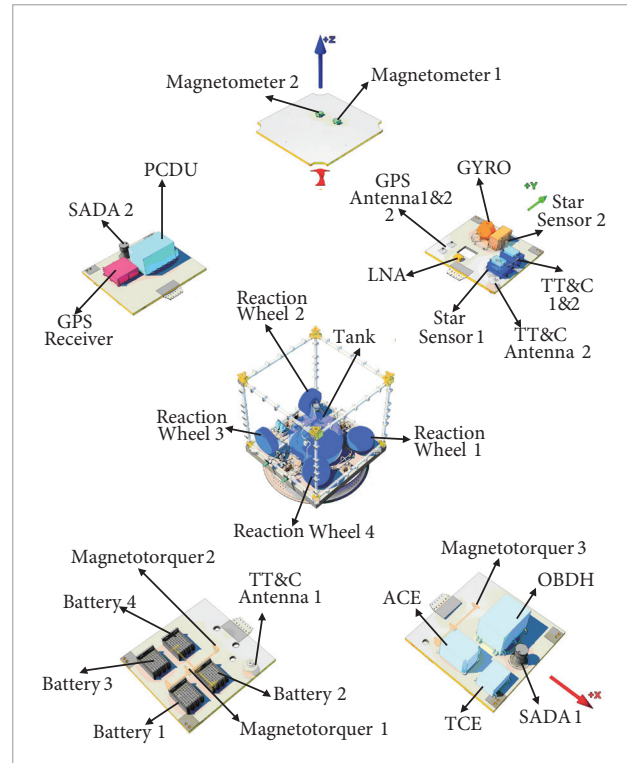 +Z
Magnetometer 2
Magnetometer 1
PCDU
SADA 2
GPS
Receiver
GYRO
GPS
Antenna1&2
2
+Y
Star
Sensor 2
LNA
TT&C
1&2
Star
Sensor 1
TT&C
Antenna 2
Reaction
Wheel 2
Tank
Reaction
Wheel 3
Reaction
Wheel 1
Reaction Wheel 4
Magnetotorquer 2
TT&C
Antenna 1
Battery 4
Battery 3
Battery 2
Battery 1
Magnetotorquer 1
Magnetotorquer 3
OBDH
ACE
+X
TCE
SADA 1